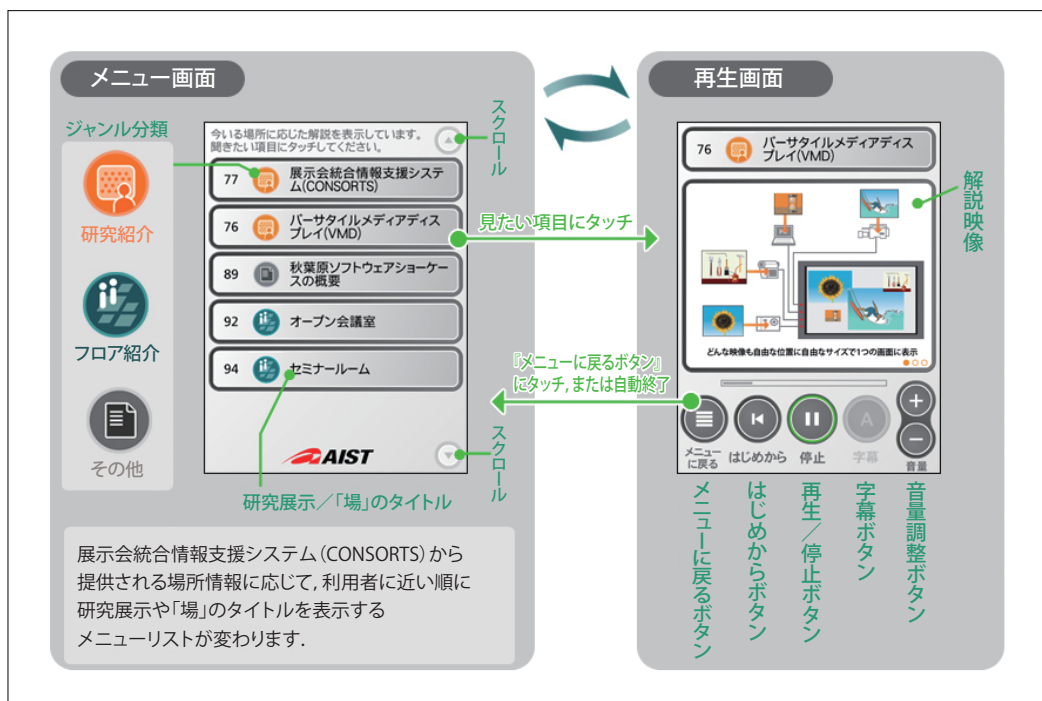 メニュー画面
ジャンル分類
研究紹介
フロア紹介
その他
今いる場所に応じた解説を表示しています。
聞きたい項目にタッチしてください。
スクロール
77 展示会統合情報支援システ
ム(CONSORTS)
76 バーサタイルメディアディス
プレイ(VMD)
89 秋葉原ソフトウェアショーケー
スの概要
92 オープン会議室
94 セミナールーム
AIST
スクロール
研究展示／「場」のタイトル
展示会統合情報支援システム（CONSORTS）から
提供される場所情報に応じて，利用者に近い順に
研究展示や「場」のタイトルを表示する
メニューリストが変わります．
見たい項目にタッチ
『メニューに戻るボタン』
にタッチ，または自動終了
再生画面
76 バーサタイルメディアディス
プレイ(VMD)
解説映像
どんな映像も自由な位置に自由なサイズで1つの画面に表示
メニュー
に戻る
はじめから
停止
A
字幕
音量
メニューに戻るボタン
はじめからボタン
再生／停止ボタン
字幕ボタン
音量調整ボタン